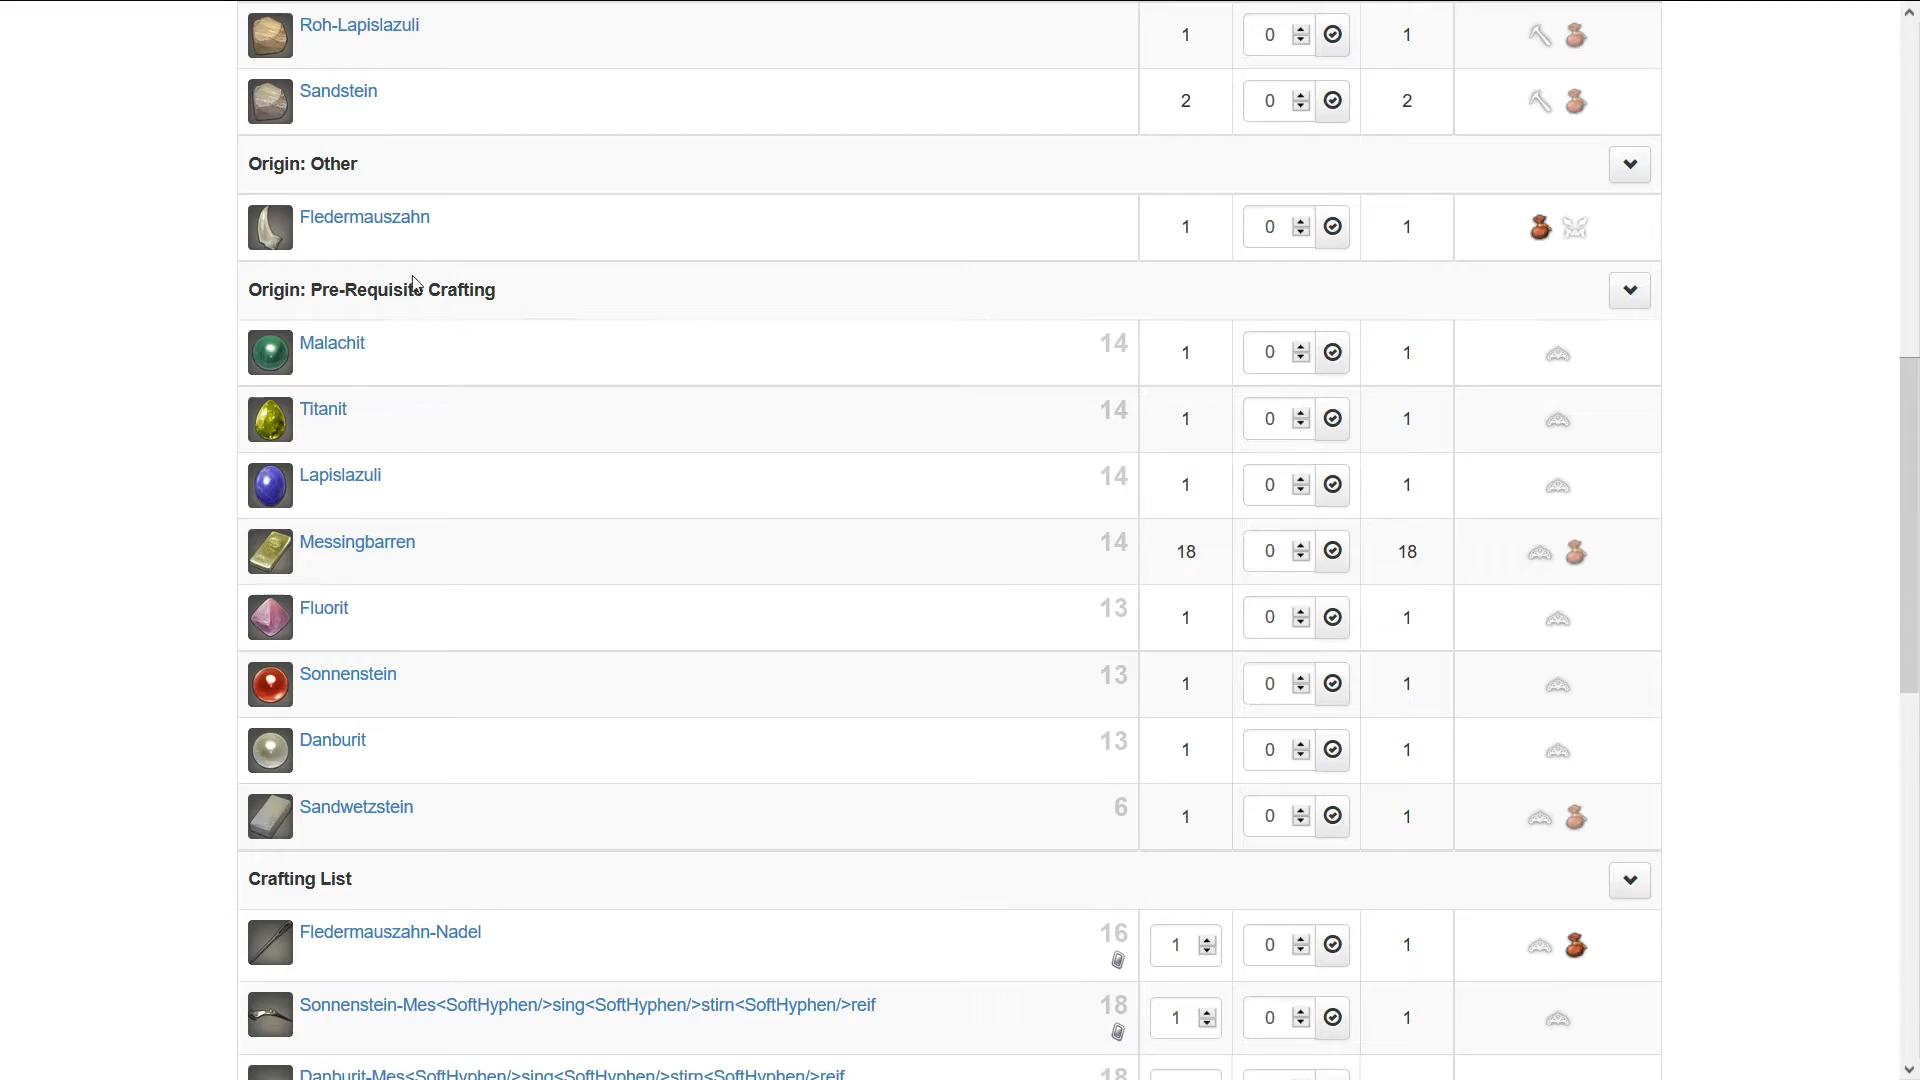 Roh-Lapislazuli 1 0 1
Sandstein 2 0 2
Origin: Other
Fledermauszahn 1 0 1
Origin: Pre-Requisite Crafting
Malachit 14 1 0 1
Titanit 14 1 0 1
Lapislazuli 14 1 0 1
Messingbarren 14 18 0 18
Fluorit 13 1 0 1
Sonnenstein 13 1 0 1
Danburit 13 1 0 1
Sandwetzstein 6 1 0 1
Crafting List
Fledermauszahn-Nadel 16 1 0 1
Sonnenstein-Mes<SoftHyphen/>sing<SoftHyphen/>stirn<SoftHyphen/>reif 18 1 0 1
Danburit-Mes<SoftHyphen/>sing<SoftHyphen/>stirn<SoftHyphen/>reif 18